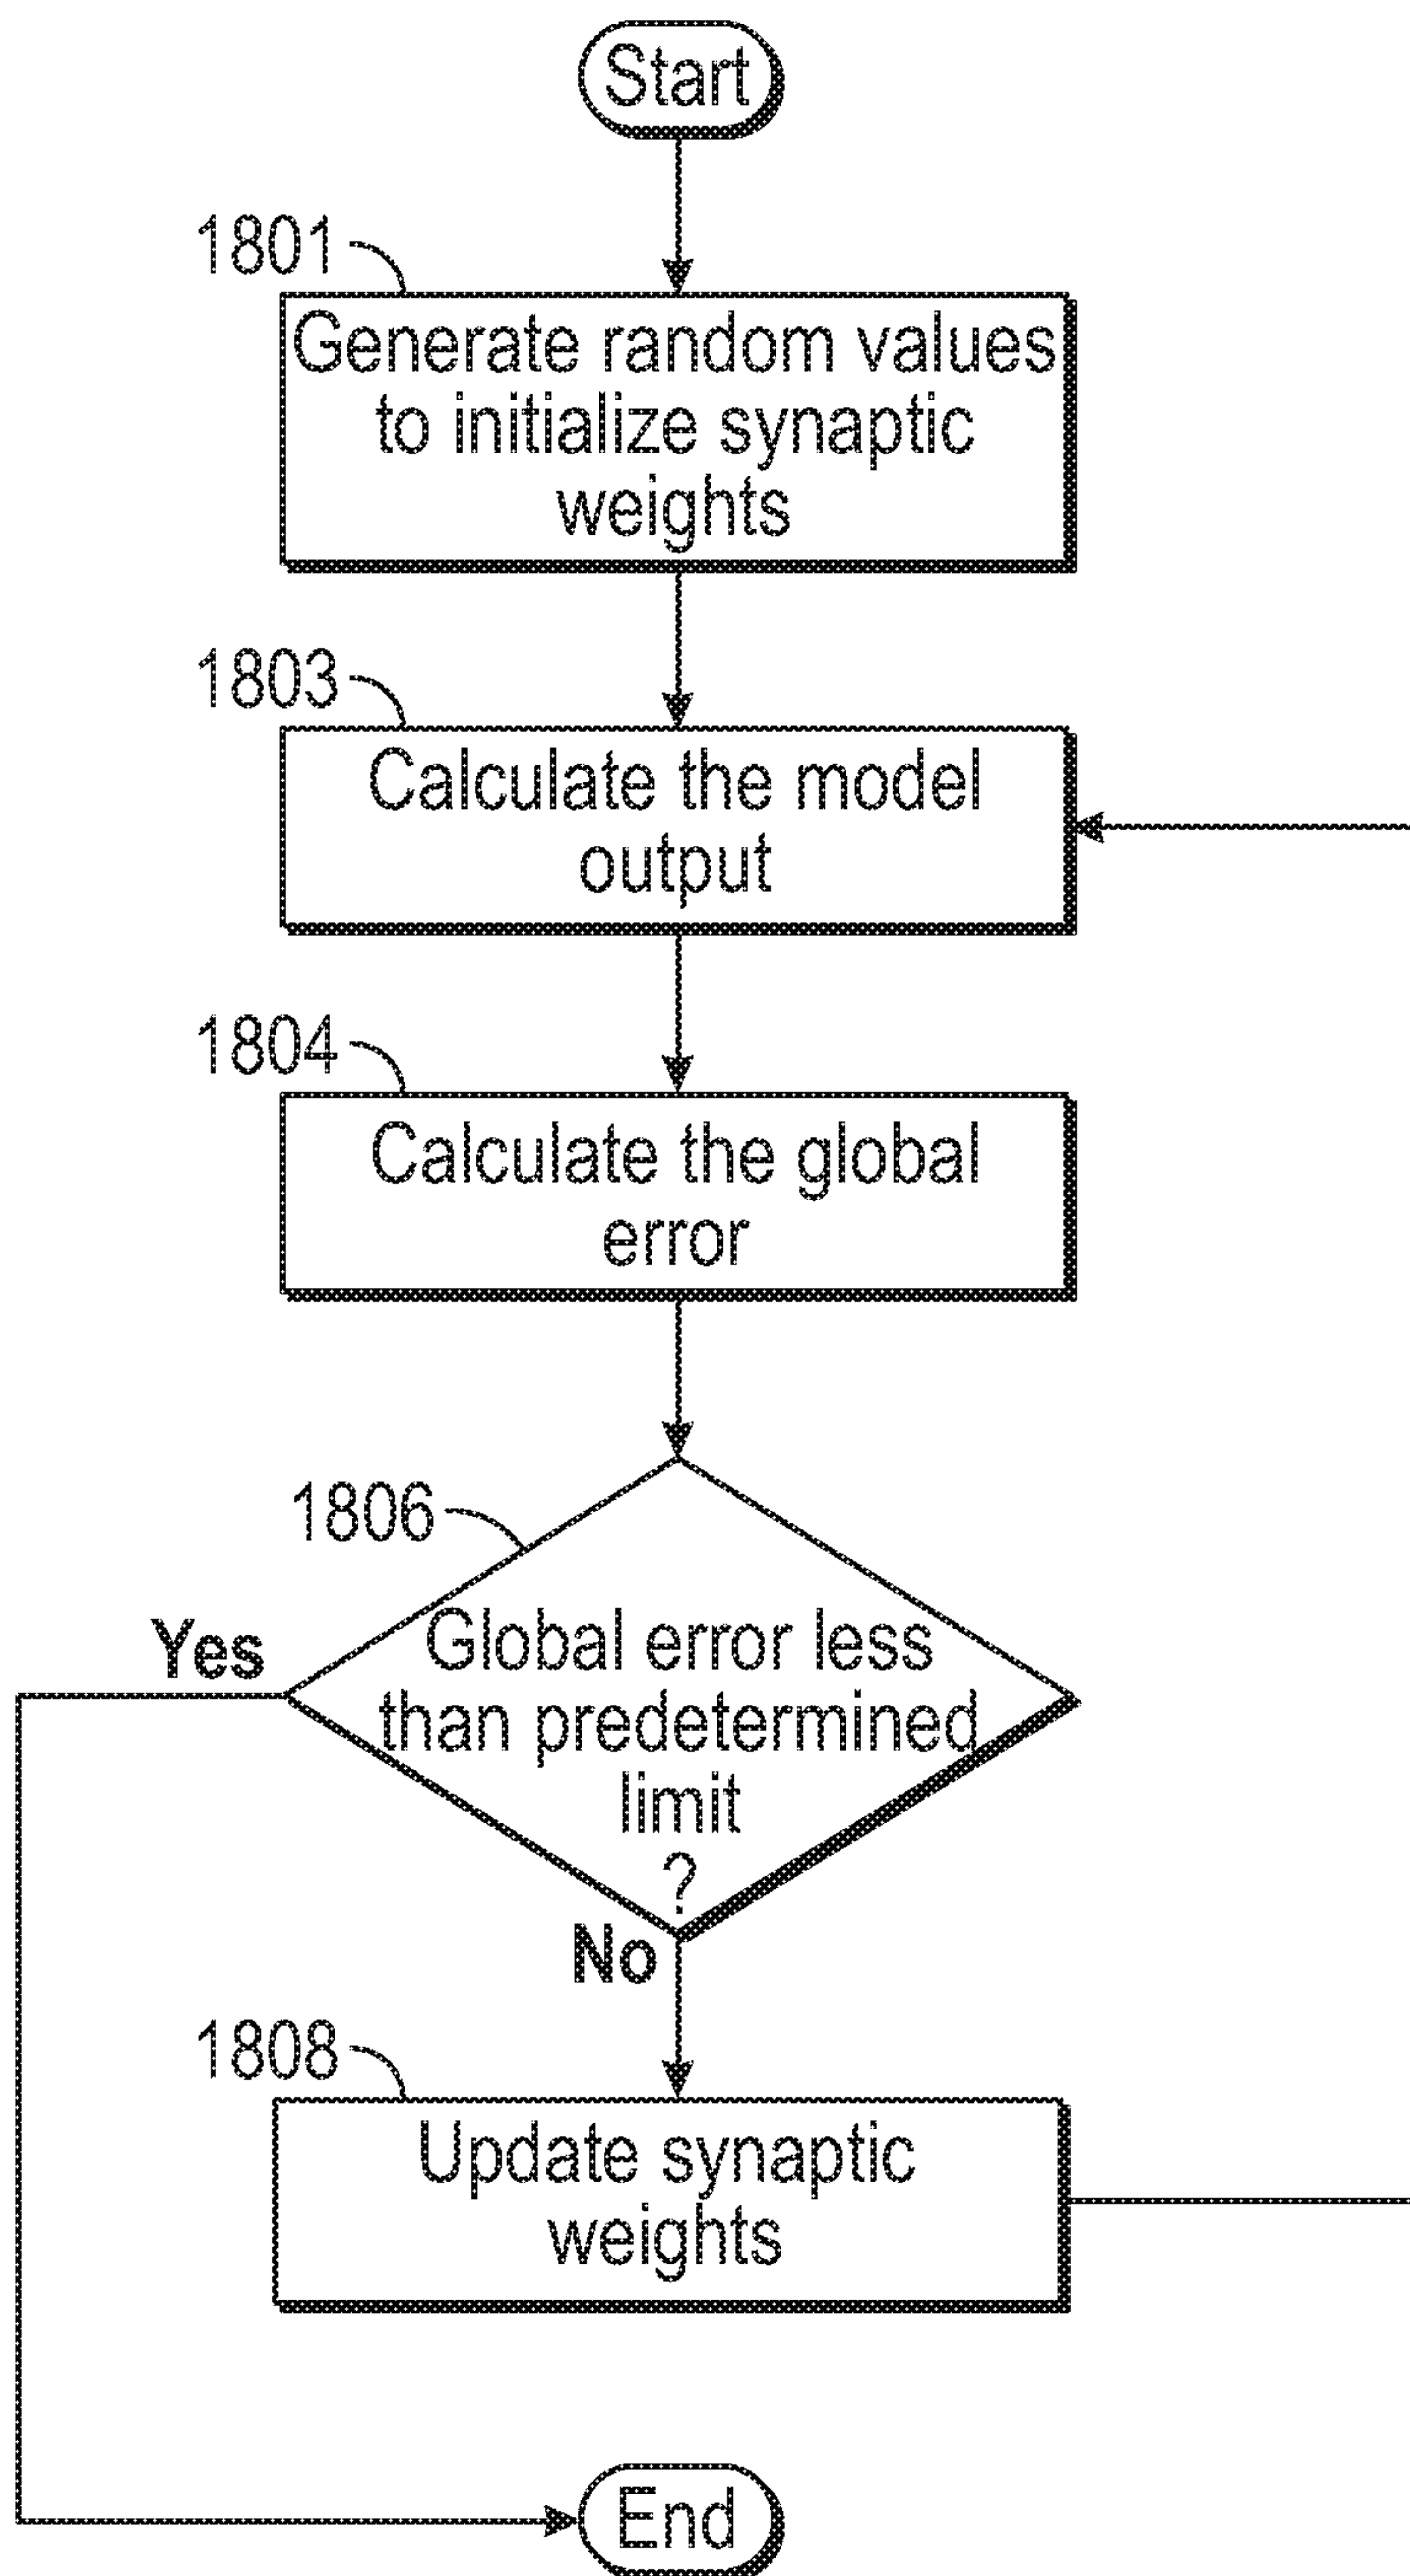 Start
1801
Generate random values
to initialize synaptic
weights
1803
Calculate the model
output
1804
Calculate the global
error
1806
Yes
Global error less
than predetermined
limit
?
No
1808
Update synaptic
weights
End